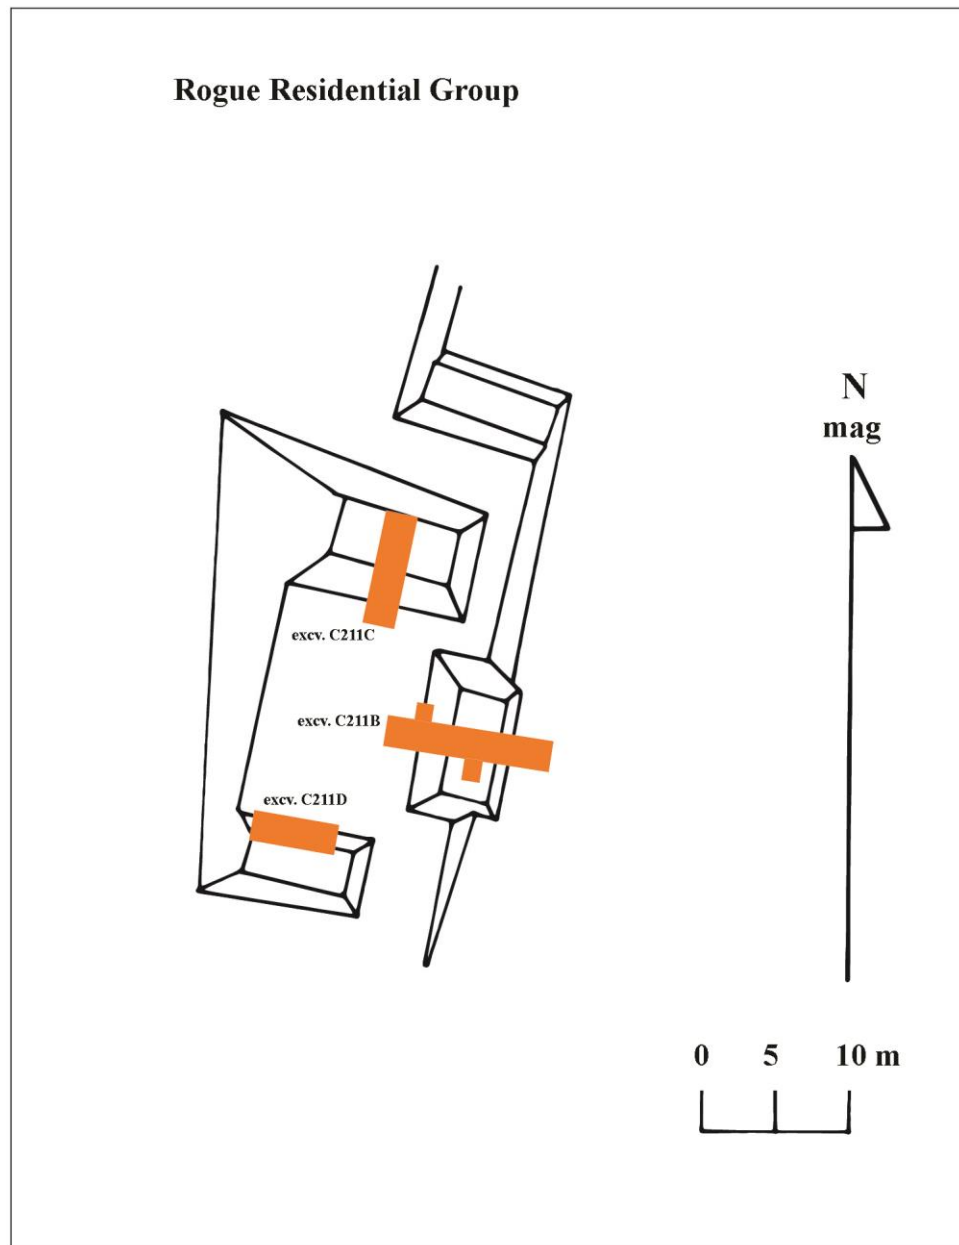 Rogue Residential Group
N
mag
excv. C211C
excv. C211B
excv. C211D
0 5 10 m